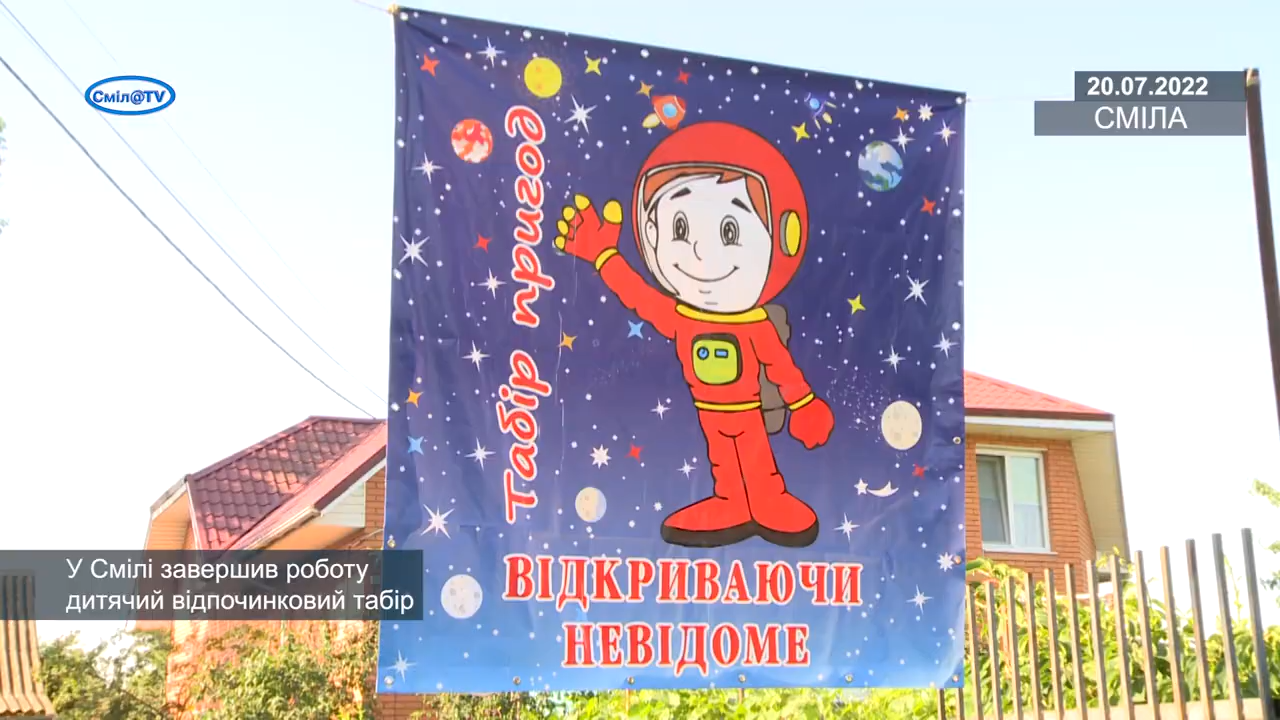 Сміл@TV
20.07.2022
СМІЛА
Табір пригод
ВІДКРИВАЮЧИ
НЕВІДОМЕ
У Смілі завершив роботу
дитячий відпочинковий табір